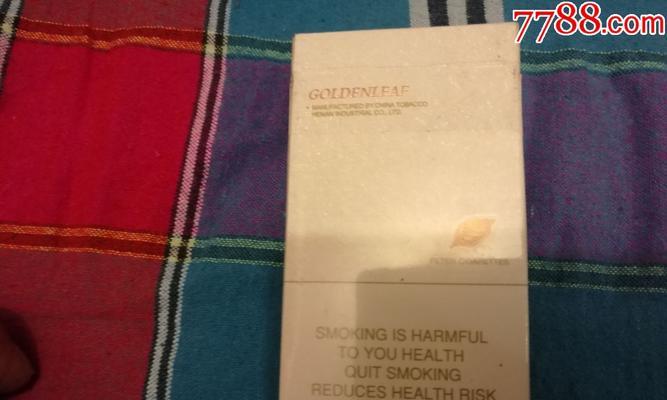 7788.com
GOLDENLEAF
MANUFACTURED BY CHINA TOBACCO
HENAN INDUSTRIAL CO., LTD.
FILTER CIGARETTES
SMOKING IS HARMFUL
TO YOU HEALTH
QUIT SMOKING
REDUCES HEALTH RISK